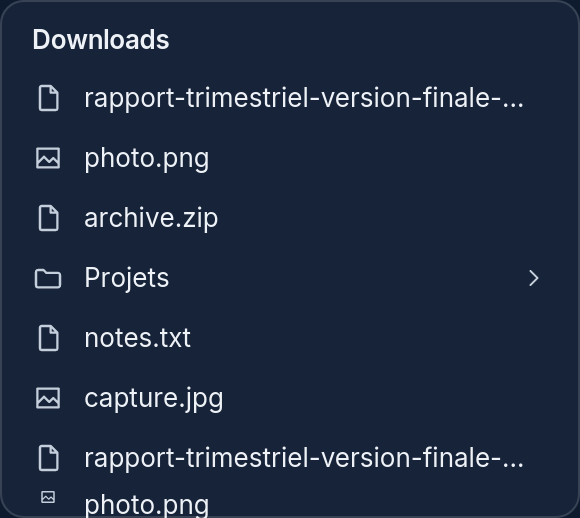 Downloads
rapport-trimestriel-version-finale-...
photo.png
archive.zip
Projets
notes.txt
capture.jpg
rapport-trimestriel-version-finale-...
photo.png